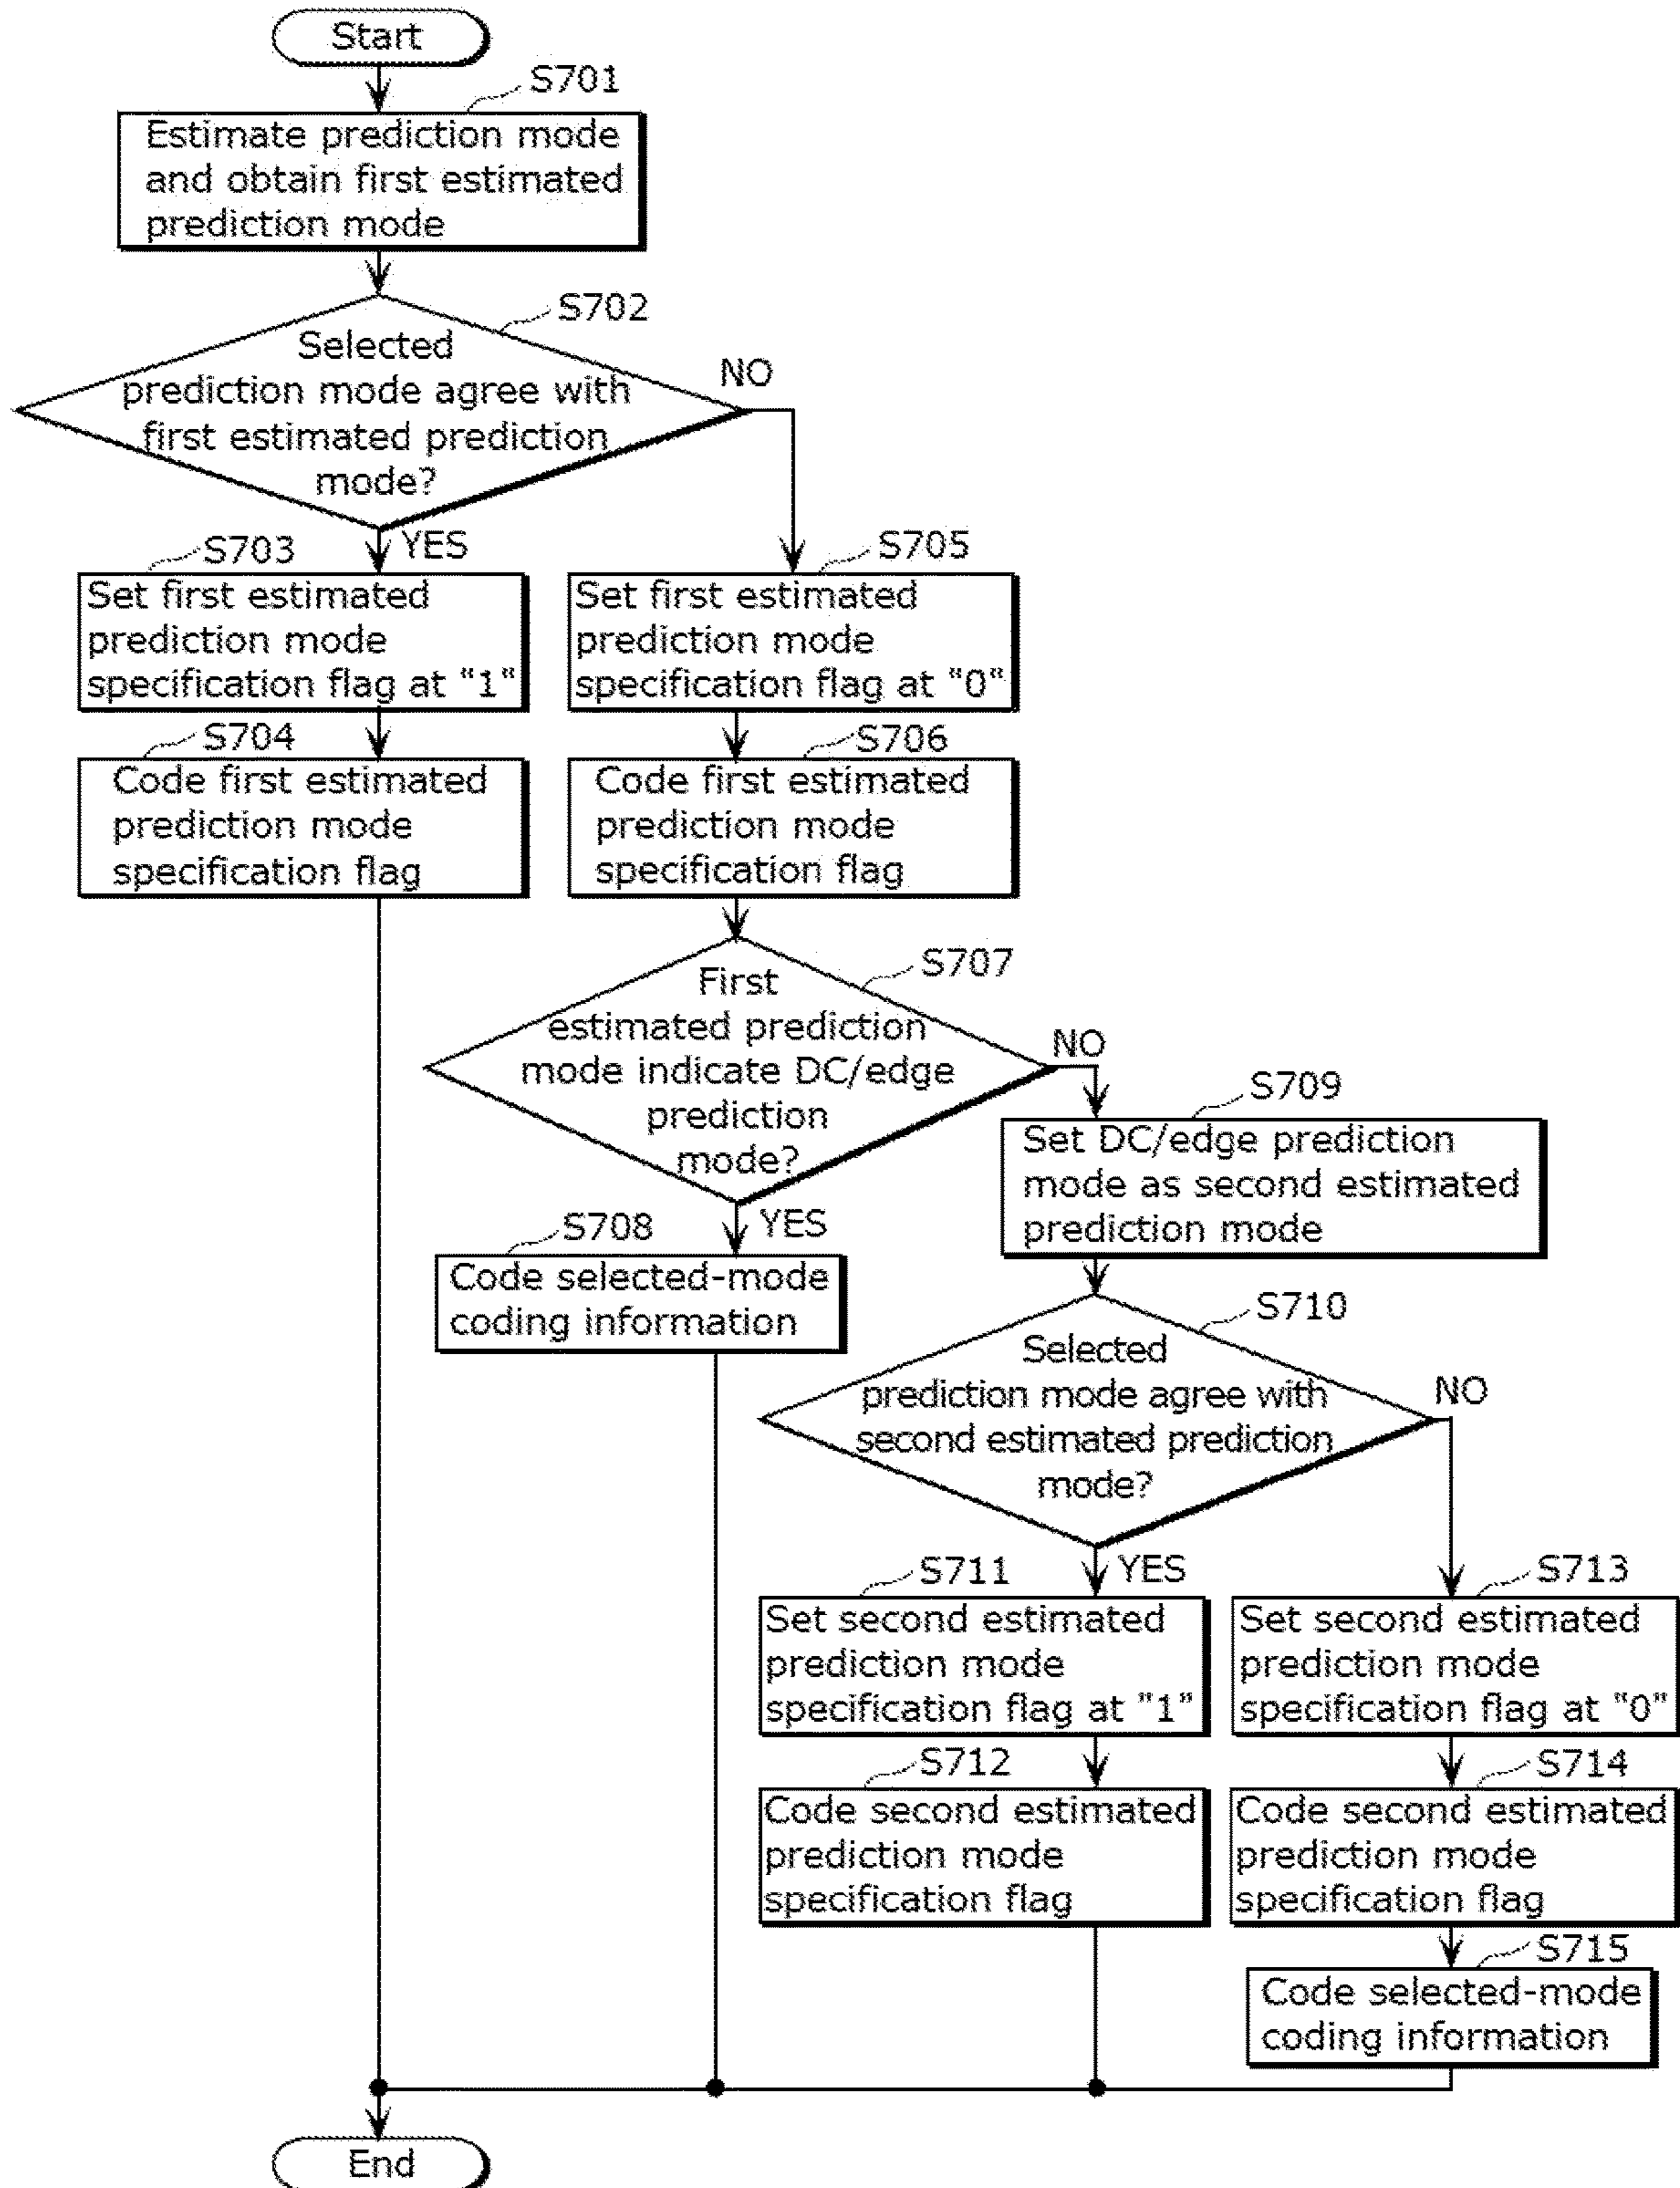 Start
S701
Estimate prediction mode
and obtain first estimated
prediction mode
S702
Selected
prediction mode agree with
first estimated prediction
mode?
NO
YES
S703
Set first estimated
prediction mode
specification flag at "1"
S705
Set first estimated
prediction mode
specification flag at "0"
S704
Code first estimated
prediction mode
specification flag
S706
Code first estimated
prediction mode
specification flag
S707
First
estimated prediction
mode indicate DC/edge
prediction
mode?
NO
YES
S708
Code selected-mode
coding information
S709
Set DC/edge prediction
mode as second estimated
prediction mode
S710
Selected
prediction mode agree with
second estimated prediction
mode?
NO
YES
S711
Set second estimated
prediction mode
specification flag at "1"
S713
Set second estimated
prediction mode
specification flag at "0"
S712
Code second estimated
prediction mode
specification flag
S714
Code second estimated
prediction mode
specification flag
S715
Code selected-mode
coding information
End